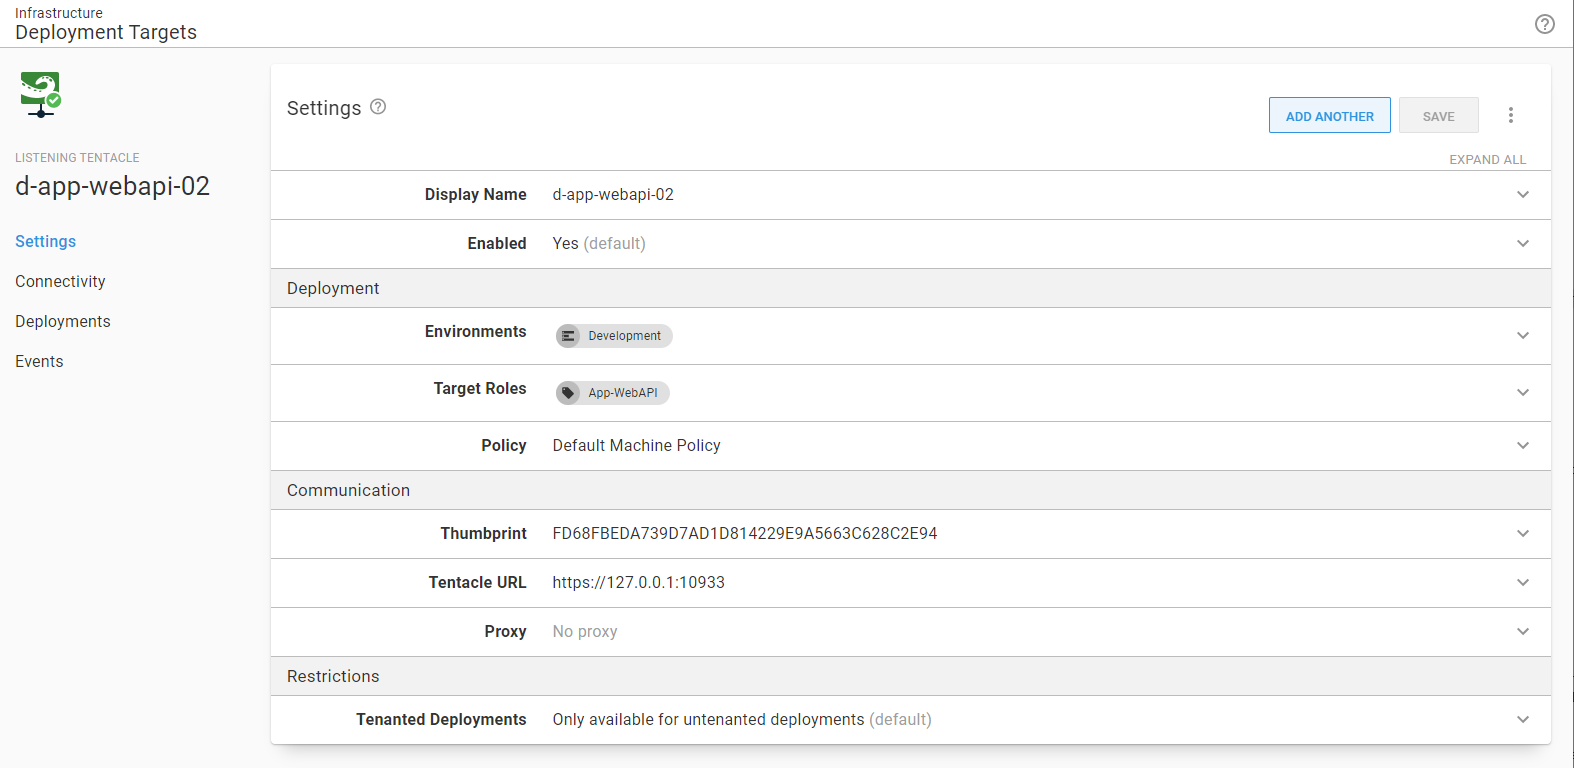 Infrastructure
Deployment Targets
LISTENING TENTACLE
d-app-webapi-02
Settings
Connectivity
Deployments
Events
Settings
ADD ANOTHER
SAVE
EXPAND ALL
Display Name d-app-webapi-02
Enabled Yes (default)
Deployment
Environments Development
Target Roles App-WebAPI
Policy Default Machine Policy
Communication
Thumbprint FD68FBEDA739D7AD1D814229E9A5663C628C2E94
Tentacle URL https://127.0.0.1:10933
Proxy No proxy
Restrictions
Tenanted Deployments Only available for untenanted deployments (default)